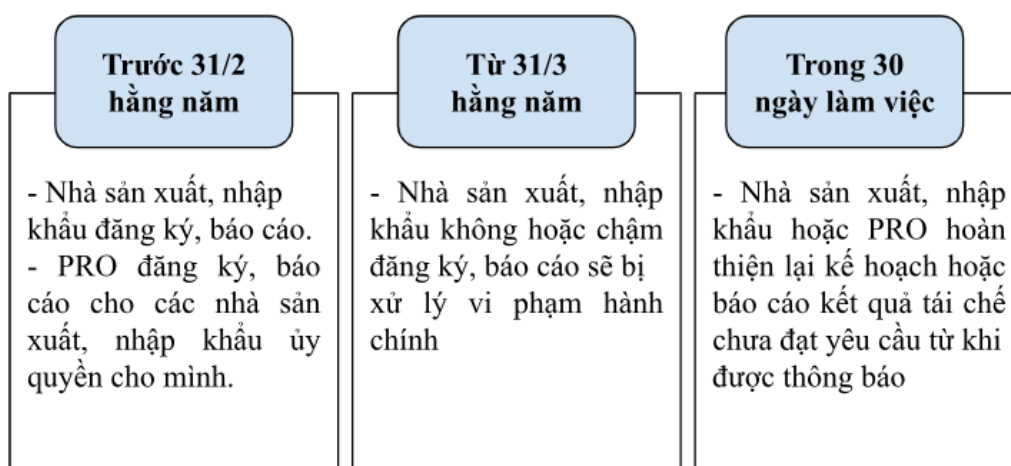 Trước 31/2
hằng năm
- Nhà sản xuất, nhập
khẩu đăng ký, báo cáo.
- PRO đăng ký, báo
cáo cho các nhà sản
xuất, nhập khẩu ủy
quyền cho mình.
Từ 31/3
hằng năm
- Nhà sản xuất, nhập
khẩu không hoặc chậm
đăng ký, báo cáo sẽ bị
xử lý vi phạm hành
chính
Trong 30
ngày làm việc
- Nhà sản xuất, nhập
khẩu hoặc PRO hoàn
thiện lại kế hoạch hoặc
báo cáo kết quả tái chế
chưa đạt yêu cầu từ khi
được thông báo